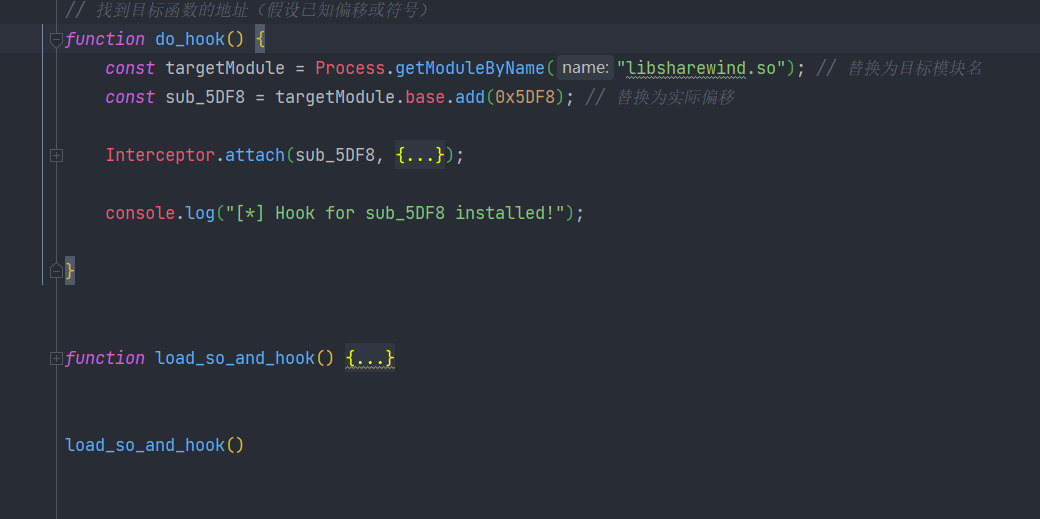 // 找到目标函数的地址（假设已知偏移或符号）
function do_hook() {
const targetModule = Process.getModuleByName( name: "libsharewind.so"); // 替换为目标模块名
const sub_5DF8 = targetModule.base.add(0x5DF8); // 替换为实际偏移
Interceptor.attach(sub_5DF8, {...});
console.log("[*] Hook for sub_5DF8 installed!");
}
function load_so_and_hook() {...}
load_so_and_hook()